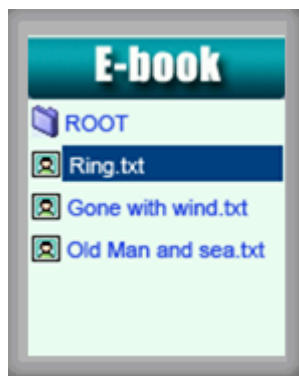 E-book
ROOT
Ring.txt
Gone with wind.txt
Old Man and sea.txt